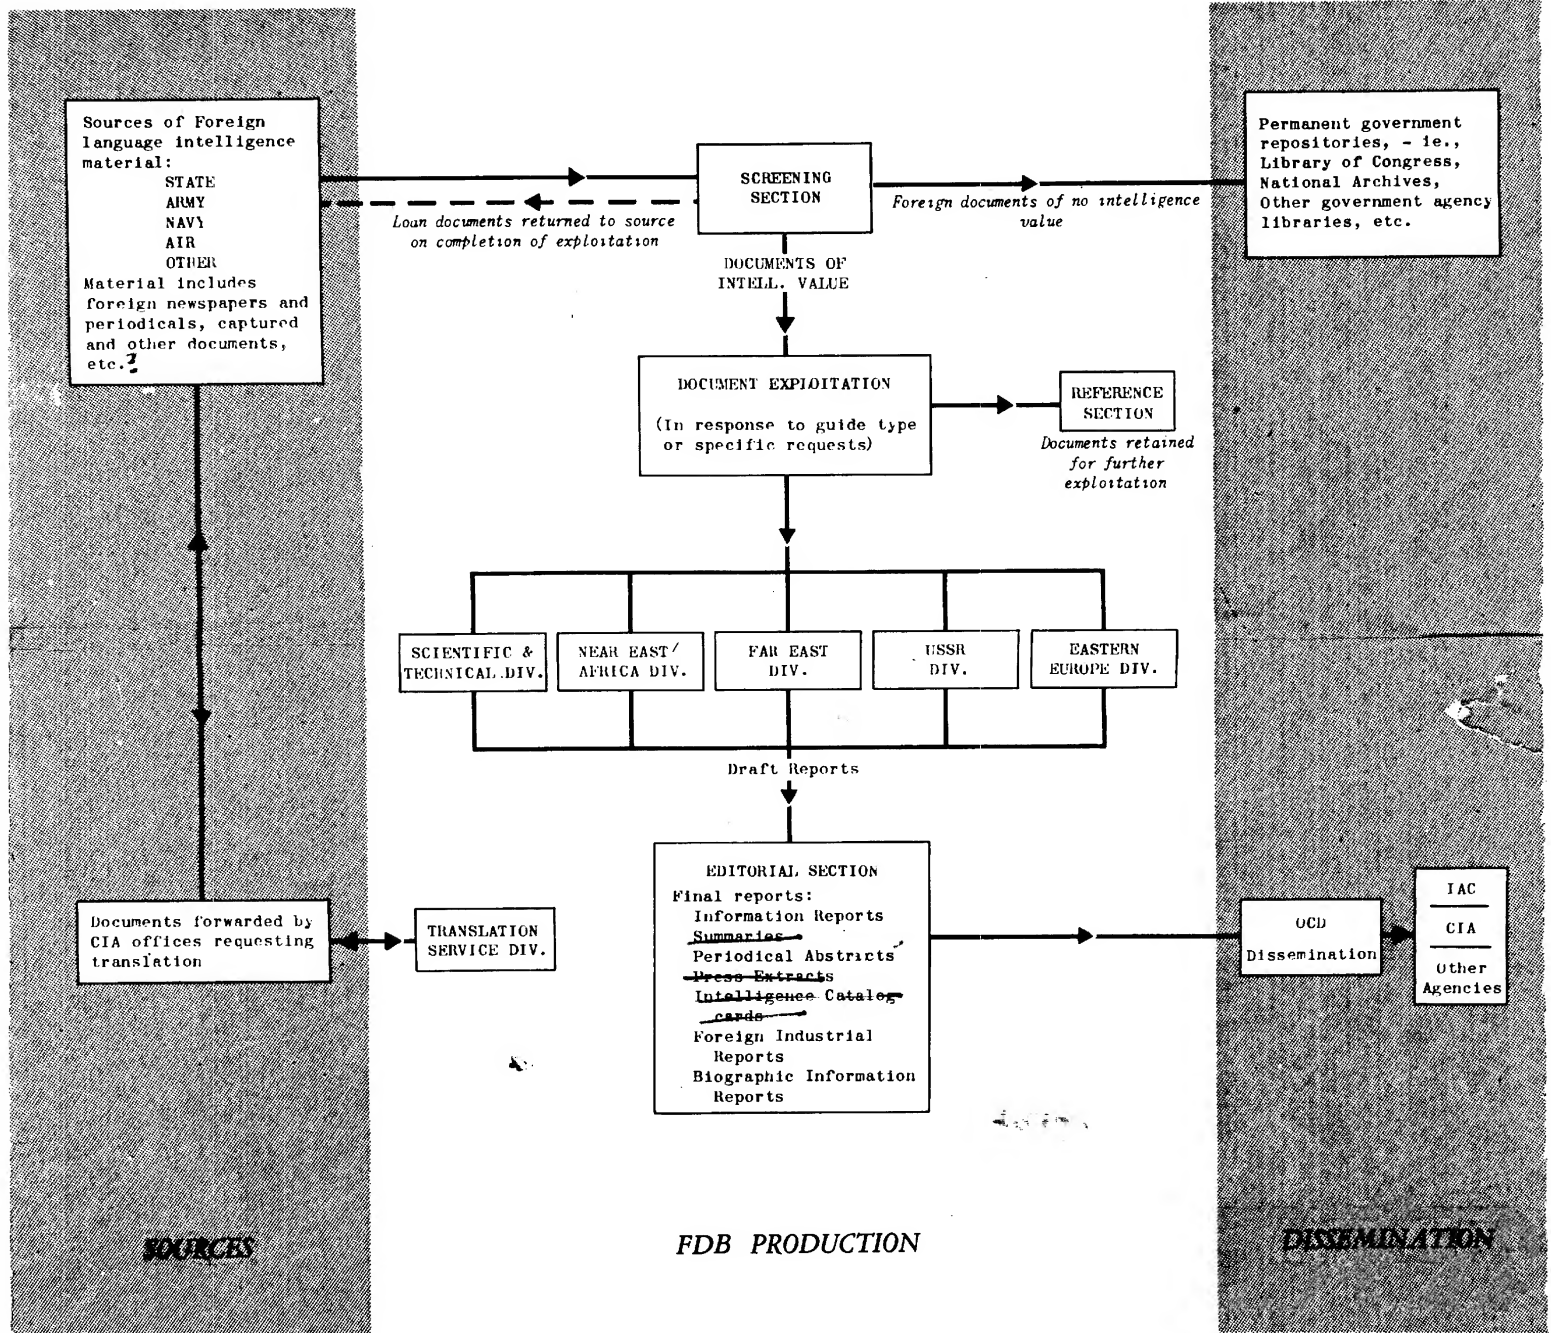 Sources of Foreign
language intelligence
material:
STATE
ARMY
NAVY
AIR
OTHER
Material includes
foreign newspapers and
periodicals, captured
and other documents,
etc.
Loan documents returned to source
on completion of exploitation
SCREENING
SECTION
Foreign documents of no intelligence
value
Permanent government
repositories, - ie.,
Library of Congress,
National Archives,
Other government agency
libraries, etc.
DOCUMENTS OF
INTELL. VALUE
DOCUMENT EXPLOITATION
(In response to guide type
or specific requests)
REFERENCE
SECTION
Documents retained
for further
exploitation
SCIENTIFIC &
TECHNICAL DIV.
NEAR EAST/
AFRICA DIV.
FAR EAST
DIV.
USSR
DIV.
EASTERN
EUROPE DIV.
Draft Reports
EDITORIAL SECTION
Final reports:
Information Reports
Summaries
Periodical Abstracts
Press Extracts
Intelligence Catalog
cards
Foreign Industrial
Reports
Biographic Information
Reports
Documents forwarded by
CIA offices requesting
translation
TRANSLATION
SERVICE DIV.
OCD
Dissemination
IAC
CIA
Other
Agencies
SOURCES
FDB PRODUCTION
DISSEMINATION